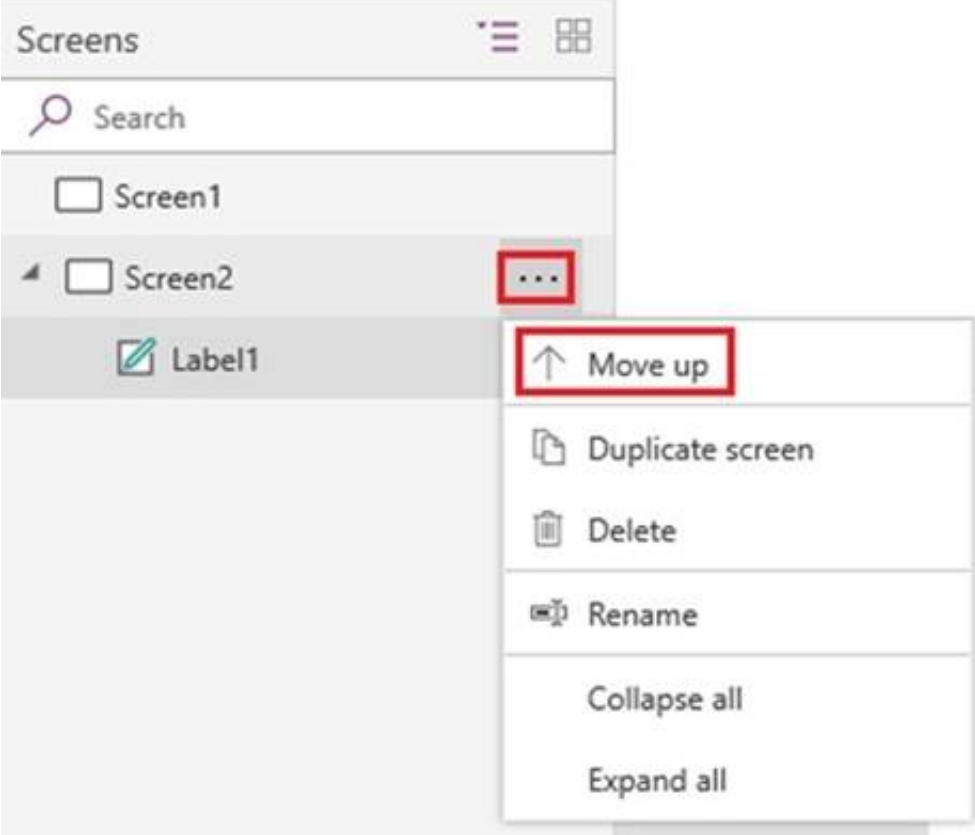 Screens
Search
Screen1
Screen2
Label1
Move up
Duplicate screen
Delete
Rename
Collapse all
Expand all